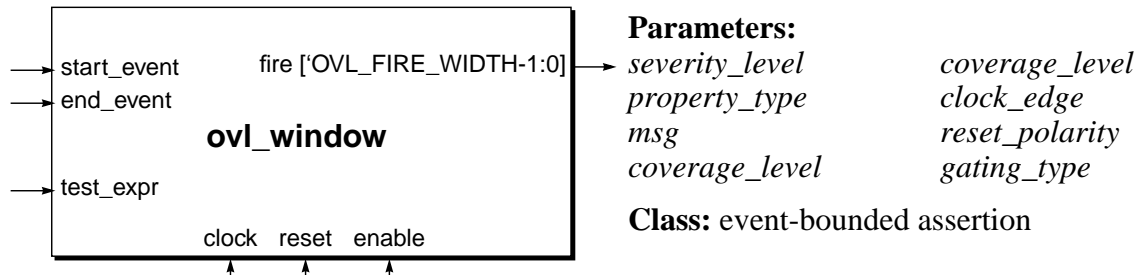 start_event
end_event
fire [‘OVL_FIRE_WIDTH-1:0]
ovl_window
test_expr
clock reset enable
Parameters:
severity_level coverage_level
property_type clock_edge
msg reset_polarity
coverage_level gating_type
Class: event-bounded assertion